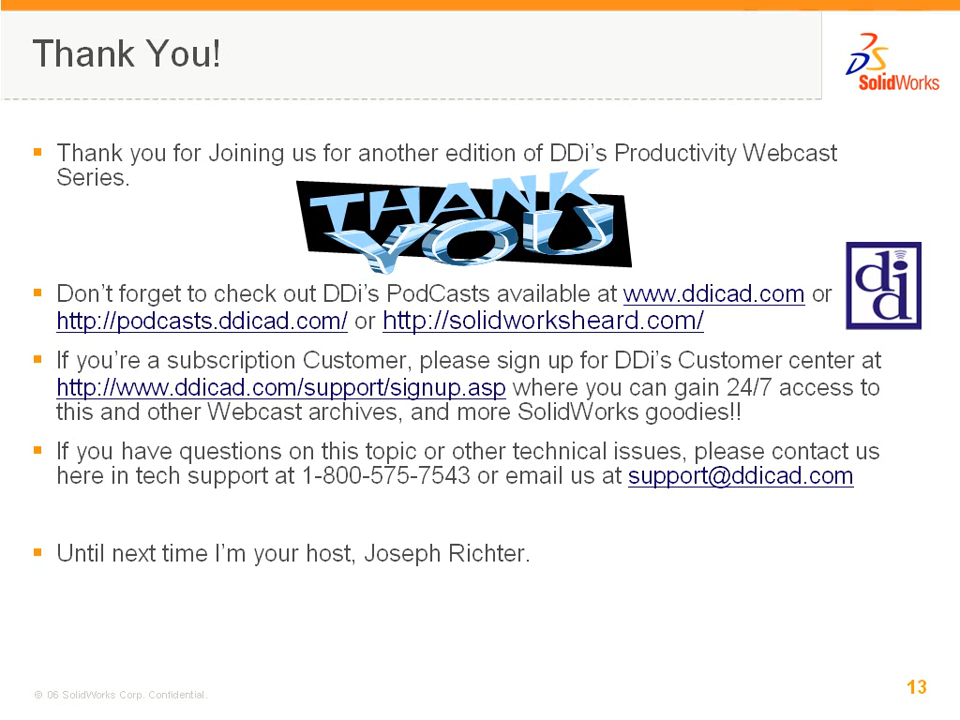 Thank You!
SolidWorks
Thank you for Joining us for another edition of DDi's Productivity Webcast
Series.
THANK
YOU
Don't forget to check out DDi's PodCasts available at www.ddicad.com or
http://podcasts.ddicad.com/ or http://solidworksheard.com/
ddi
If you're a subscription Customer, please sign up for DDi's Customer center at
http://www.ddicad.com/support/signup.asp where you can gain 24/7 access to
this and other Webcast archives, and more SolidWorks goodies!!
If you have questions on this topic or other technical issues, please contact us
here in tech support at 1-800-575-7543 or email us at support@ddicad.com
Until next time I'm your host, Joseph Richter.
© 06 SolidWorks Corp. Confidential.
13